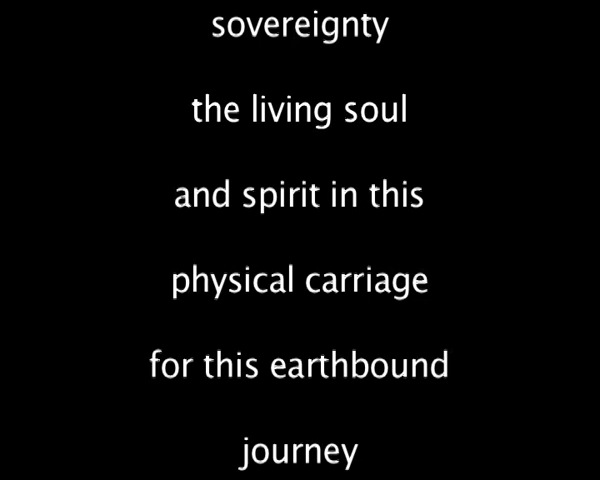 sovereignty
the living soul
and spirit in this
physical carriage
for this earthbound
journey